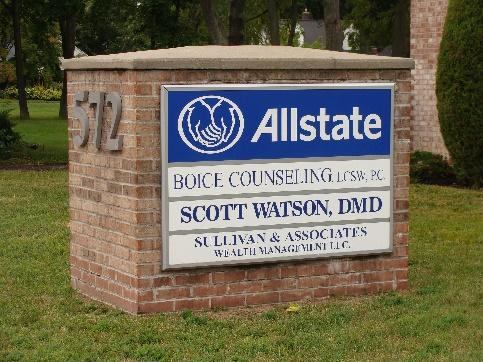 572
Allstate
BOICE COUNSELING LCSW, P.C.
SCOTT WATSON, DMD
SULLIVAN & ASSOCIATES
WEALTH MANAGEMENT LLC.